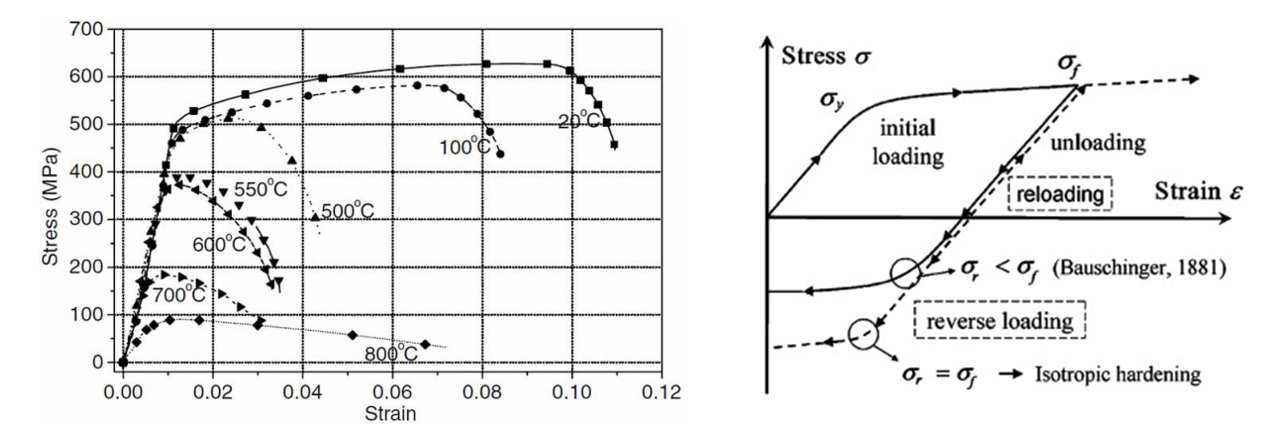 700
600
500
400
300
200
100
0
Stress (MPa)
20°C
100°C
550°C
500°C
600°C
700°C
800°C
0.00 0.02 0.04 0.06 0.08 0.10 0.12
Strain
Stress σ
σf
σy
initial
loading
unloading
reloading
Strain ε
σr < σf (Bauschinger, 1881)
reverse loading
σr = σf → Isotropic hardening